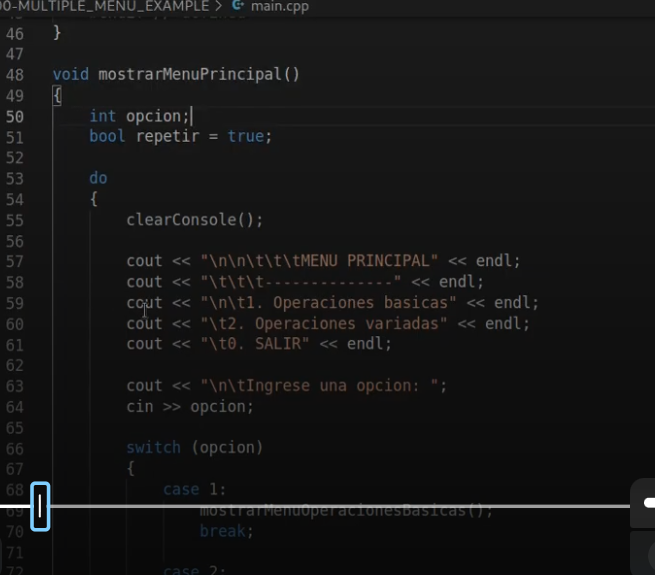 00-MULTIPLE_MENU_EXAMPLE > main.cpp
46 }
47
48 void mostrarMenuPrincipal()
49 {
50     int opcion;
51     bool repetir = true;
52
53     do
54     {
55         clearConsole();
56
57         cout << "\n\n\t\t\tMENU PRINCIPAL" << endl;
58         cout << "\t\t\t--------------" << endl;
59         cout << "\n\t1. Operaciones basicas" << endl;
60         cout << "\t2. Operaciones variadas" << endl;
61         cout << "\t0. SALIR" << endl;
62
63         cout << "\n\tIngrese una opcion: ";
64         cin >> opcion;
65
66         switch (opcion)
67         {
68             case 1:
69                 mostrarMenuOperacionesBasicas();
70                 break;
71
72             case 2: